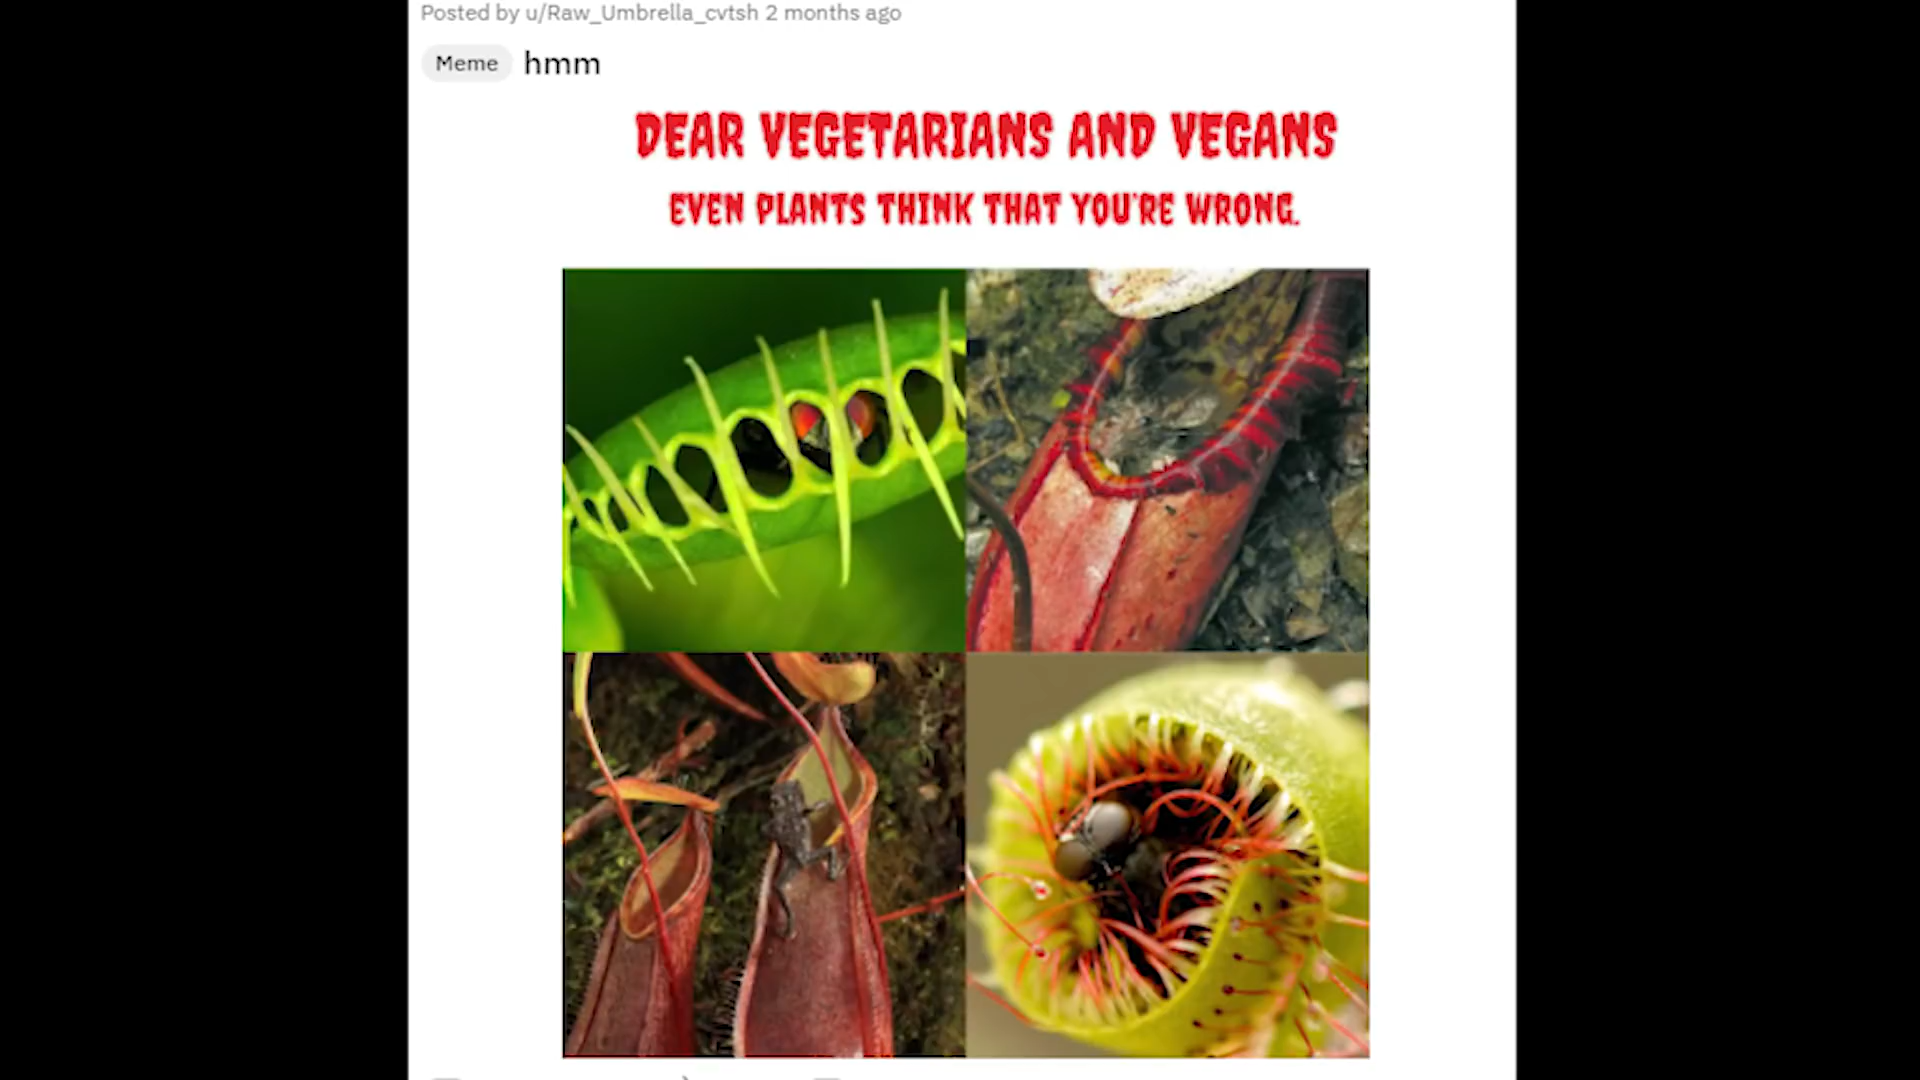 Posted by u/Raw_Umbrella_cvtsh 2 months ago
Meme hmm
DEAR VEGETARIANS AND VEGANS
EVEN PLANTS THINK THAT YOU'RE WRONG.